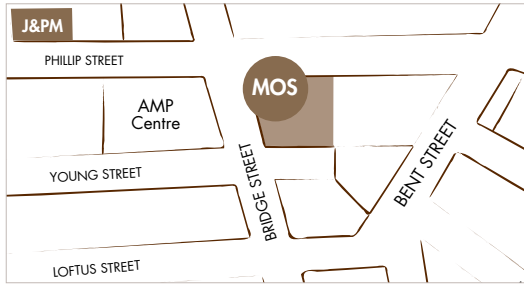 J&PM
PHILLIP STREET
MOS
AMP
Centre
BENT STREET
BRIDGE STREET
YOUNG STREET
LOFTUS STREET